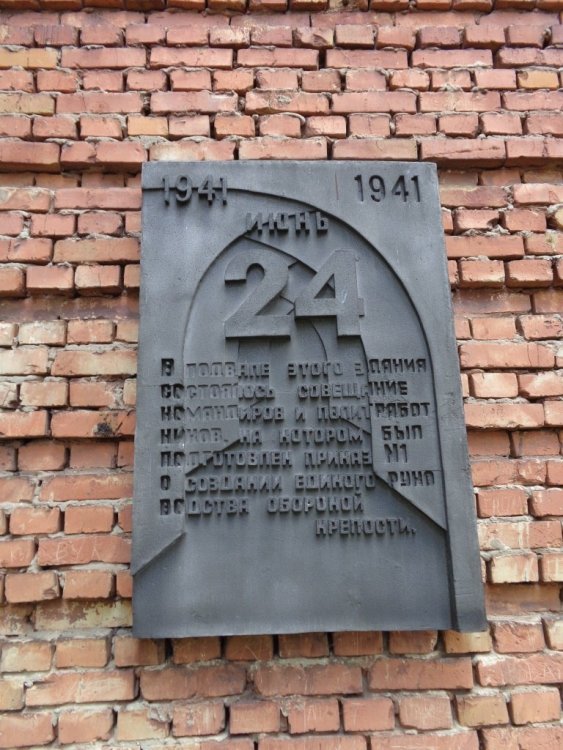 1941 1941
ИЮНЬ
24
В ПОДВАЛЕ ЭТОГО ЗДАНИЯ
СОСТОЯЛОСЬ СОВЕЩАНИЕ
КОМАНДИРОВ И ПОЛИТРАБОТ
НИКОВ, НА КОТОРОМ БЫЛ
ПОДГОТОВЛЕН ПРИКАЗ N1
О СОЗДАНИИ ЕДИНОГО РУКО
ВОДСТВА ОБОРОНОЙ
КРЕПОСТИ.